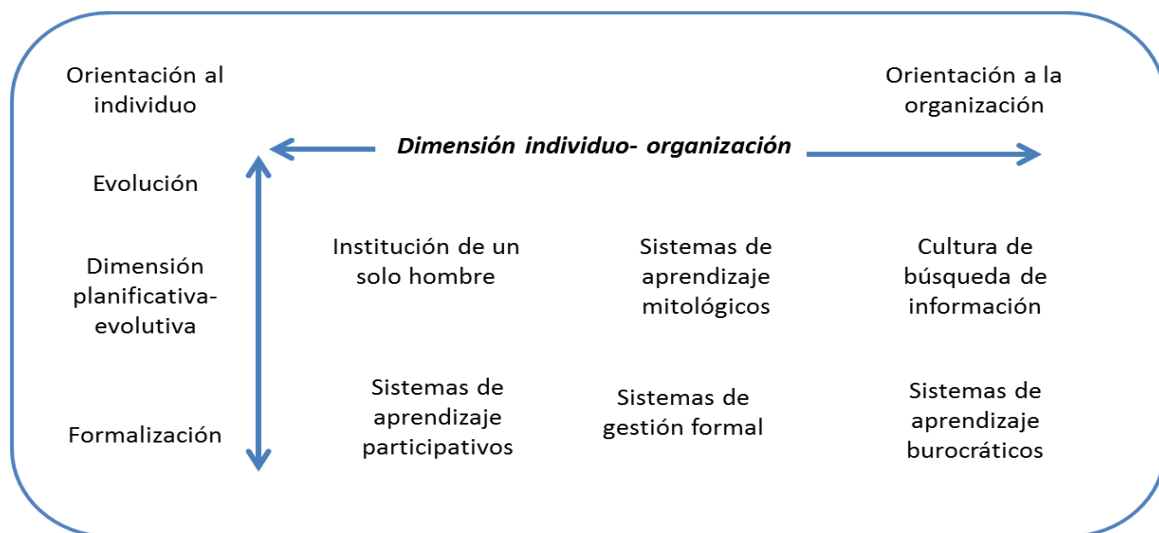 Orientación al
individuo
Orientación a la
organización
Dimensión individuo- organización
Evolución
Dimensión
planificativa-
evolutiva
Formalización
Institución de un
solo hombre
Sistemas de
aprendizaje
mitológicos
Cultura de
búsqueda de
información
Sistemas de
aprendizaje
participativos
Sistemas de
gestión formal
Sistemas de
aprendizaje
burocráticos